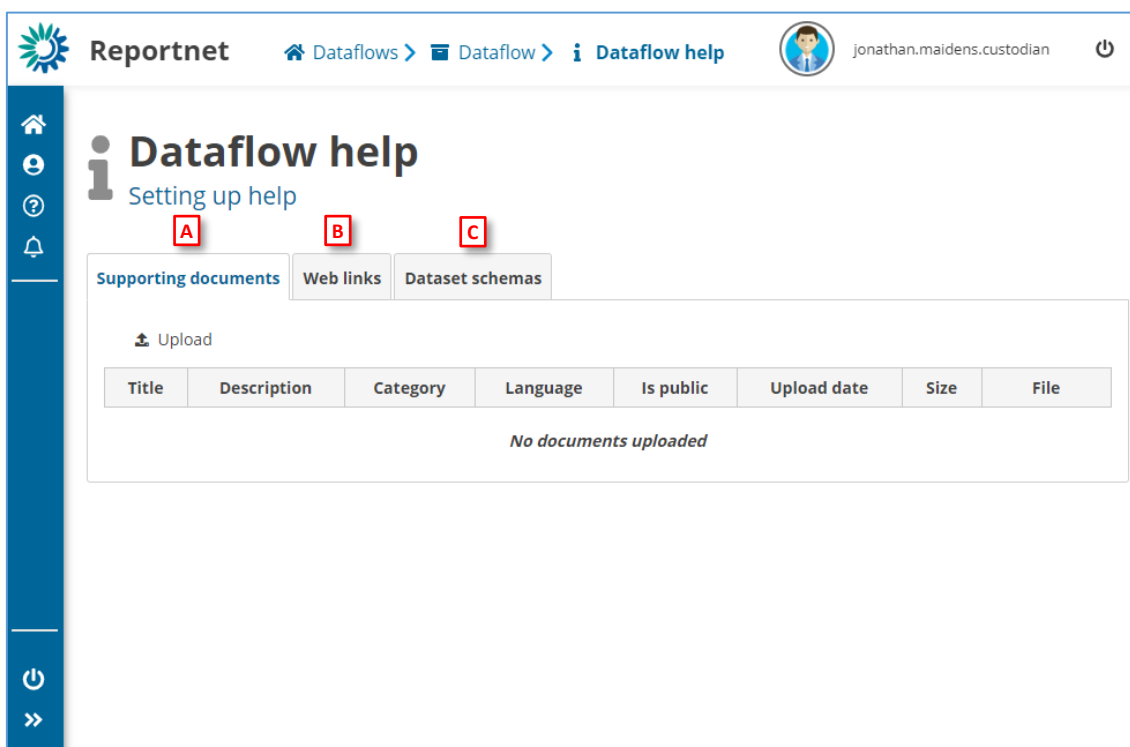 Reportnet Dataflows Dataflow Dataflow help jonathan.maidens.custodian
Dataflow help
Setting up help
A B C
Supporting documents Web links Dataset schemas
Upload
Title Description Category Language Is public Upload date Size File
No documents uploaded